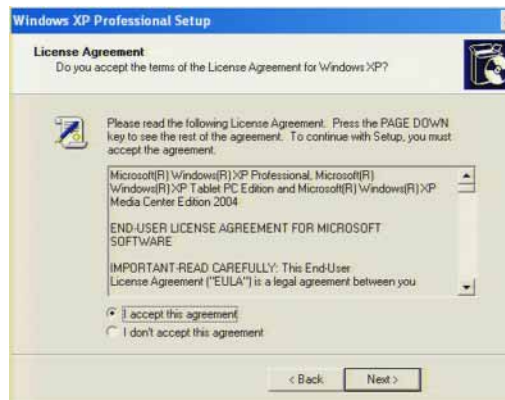 Windows XP Professional Setup
License Agreement
Do you accept the terms of the License Agreement for Windows XP?
Please read the following License Agreement. Press the PAGE DOWN
key to see the rest of the agreement. To continue with Setup, you must
accept the agreement.
Microsoft(R) Windows(R) XP Professional, Microsoft(R)
Windows(R) XP Tablet PC Edition and Microsoft(R) Windows(R) XP
Media Center Edition 2004
END-USER LICENSE AGREEMENT FOR MICROSOFT
SOFTWARE
IMPORTANT-READ CAREFULLY: This End-User
License Agreement ("EULA") is a legal agreement between you
I accept this agreement
I don't accept this agreement
< Back Next >